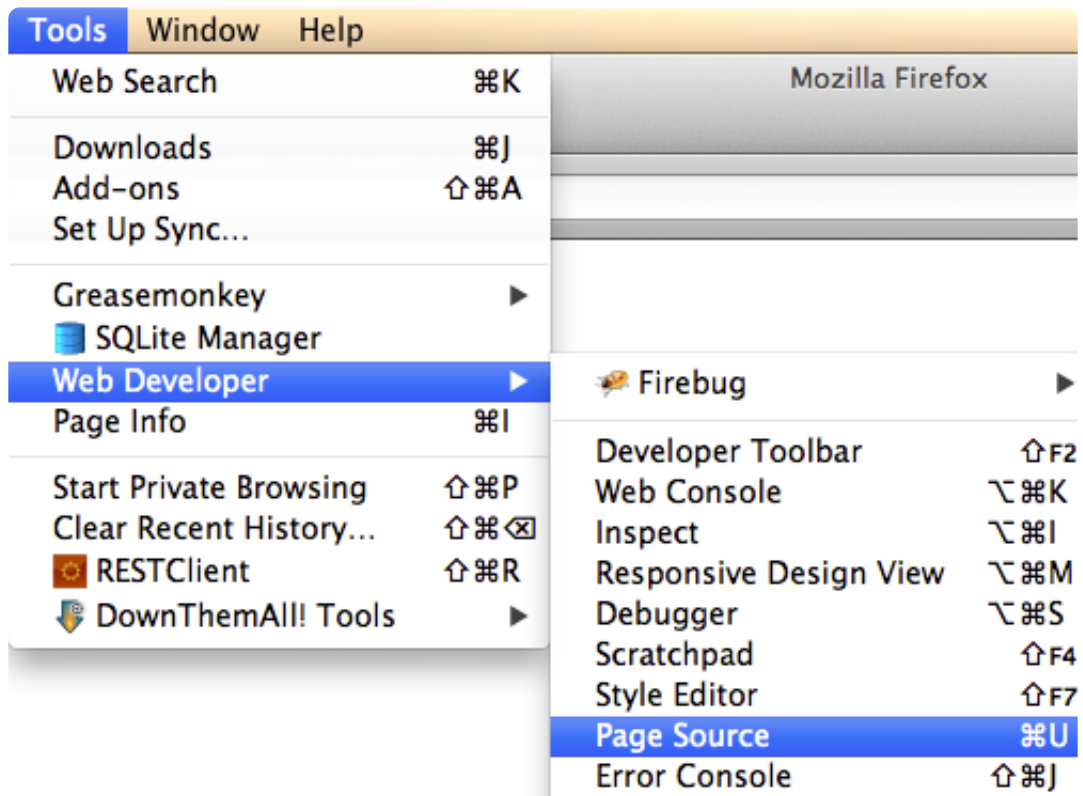 Tools Window Help
Mozilla Firefox
Web Search ⌘K
Downloads ⌘J
Add-ons ⇧⌘A
Set Up Sync...
Greasemonkey ▶
SQLite Manager
Web Developer ▶
Page Info ⌘I
Start Private Browsing ⇧⌘P
Clear Recent History... ⇧⌘⌫
RESTClient ⇧⌘R
DownThemAll! Tools ▶
Firebug ▶
Developer Toolbar ⇧F2
Web Console ⌥⌘K
Inspect ⌥⌘I
Responsive Design View ⌥⌘M
Debugger ⌥⌘S
Scratchpad ⇧F4
Style Editor ⇧F7
Page Source ⌘U
Error Console ⇧⌘J